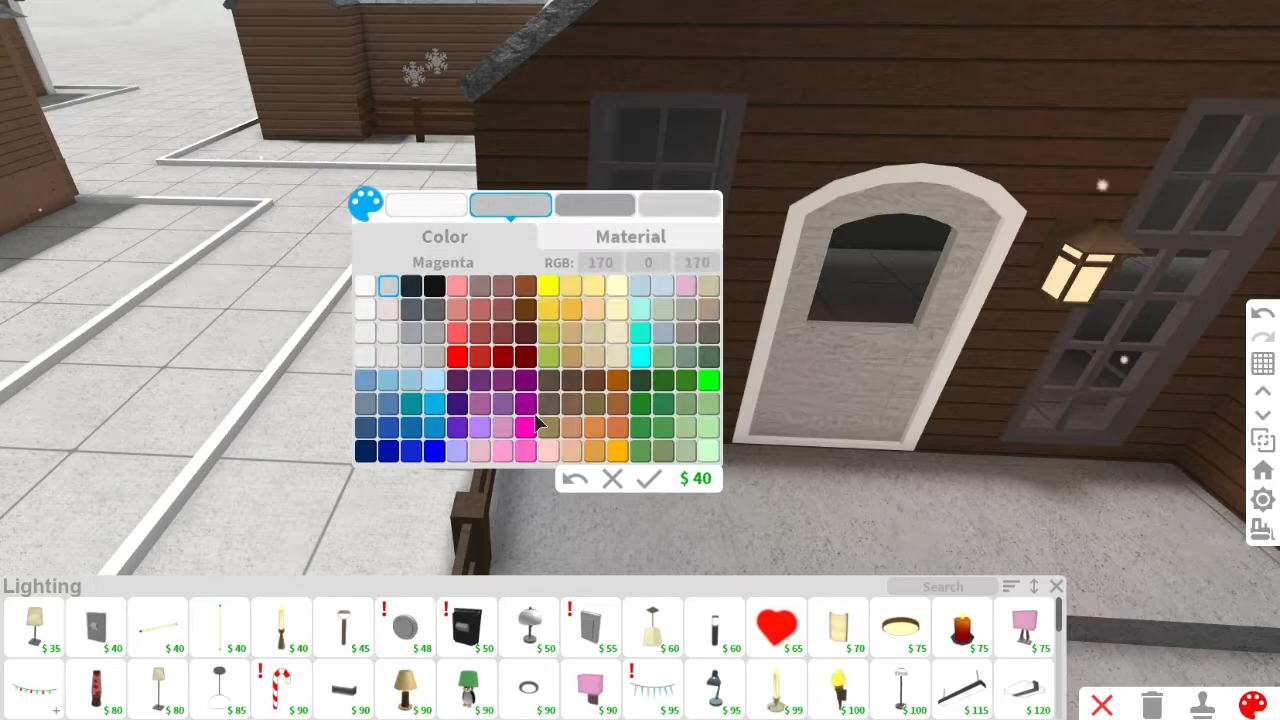 Color
Material
Magenta
RGB: 170 0 170
$ 40
Lighting
Search
$ 35
$ 40
$ 40
$ 40
$ 40
$ 45
! $ 48
! $ 50
$ 50
! $ 55
$ 60
$ 60
$ 65
$ 70
$ 75
$ 75
$ 75
+
$ 80
$ 80
$ 85
! $ 90
$ 90
$ 90
$ 90
$ 90
$ 90
! $ 95
$ 95
$ 99
$ 100
$ 100
$ 115
$ 120